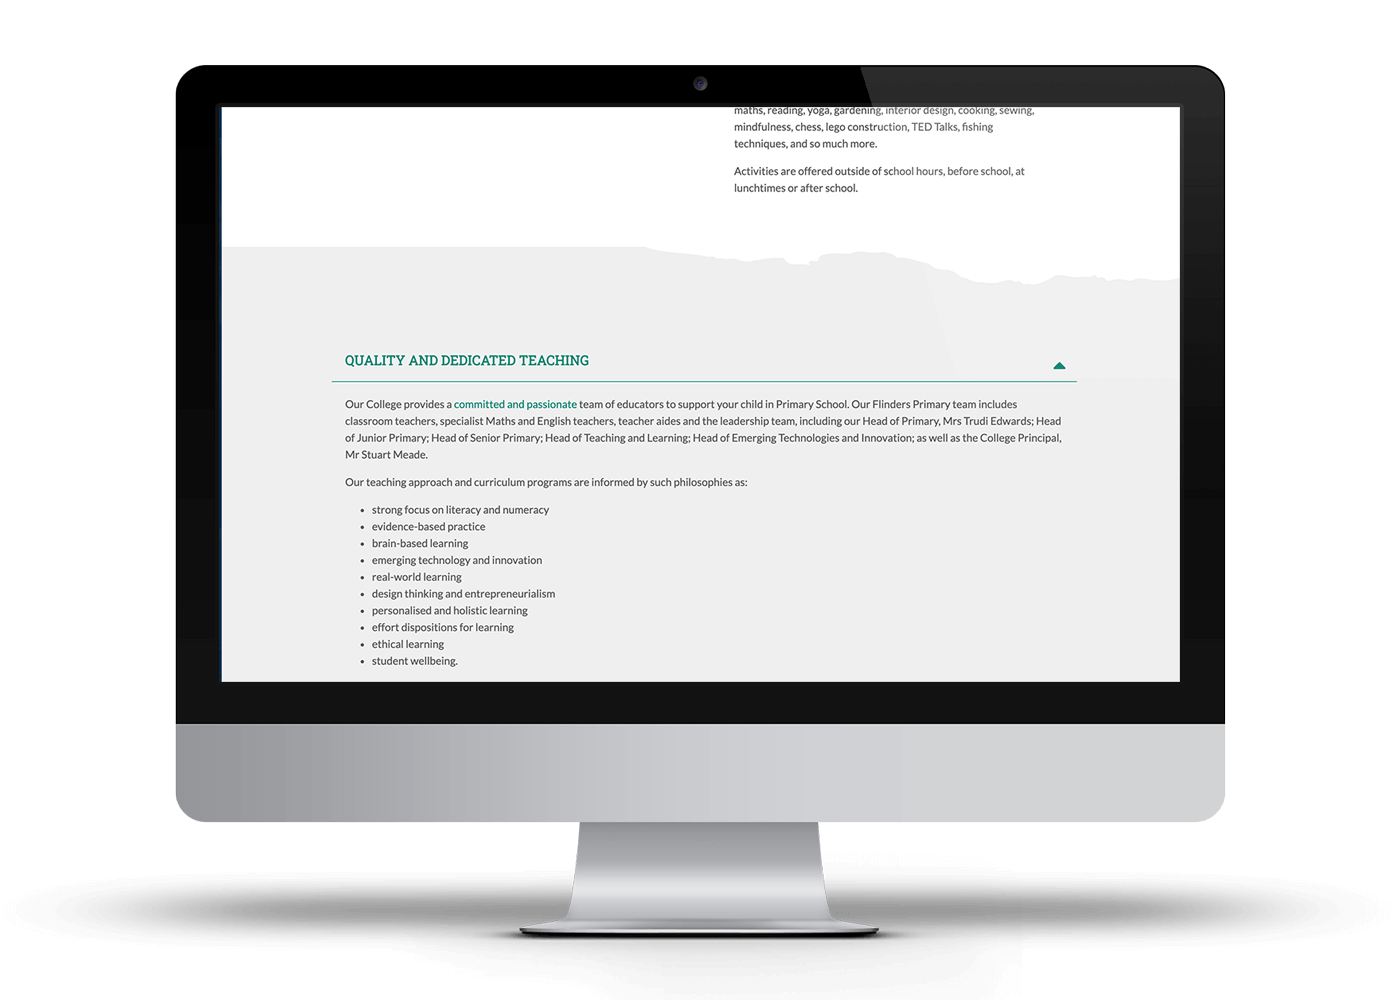 maths, reading, yoga, gardening, interior design, cooking, sewing,
mindfulness, chess, lego construction, TED Talks, fishing
techniques, and so much more.
Activities are offered outside of school hours, before school, at
lunchtimes or after school.
QUALITY AND DEDICATED TEACHING
Our College provides a committed and passionate team of educators to support your child in Primary School. Our Flinders Primary team includes
classroom teachers, specialist Maths and English teachers, teacher aides and the leadership team, including our Head of Primary, Mrs Trudi Edwards; Head
of Junior Primary; Head of Senior Primary; Head of Teaching and Learning; Head of Emerging Technologies and Innovation; as well as the College Principal,
Mr Stuart Meade.
Our teaching approach and curriculum programs are informed by such philosophies as:
• strong focus on literacy and numeracy
• evidence-based practice
• brain-based learning
• emerging technology and innovation
• real-world learning
• design thinking and entrepreneurialism
• personalised and holistic learning
• effort dispositions for learning
• ethical learning
• student wellbeing.